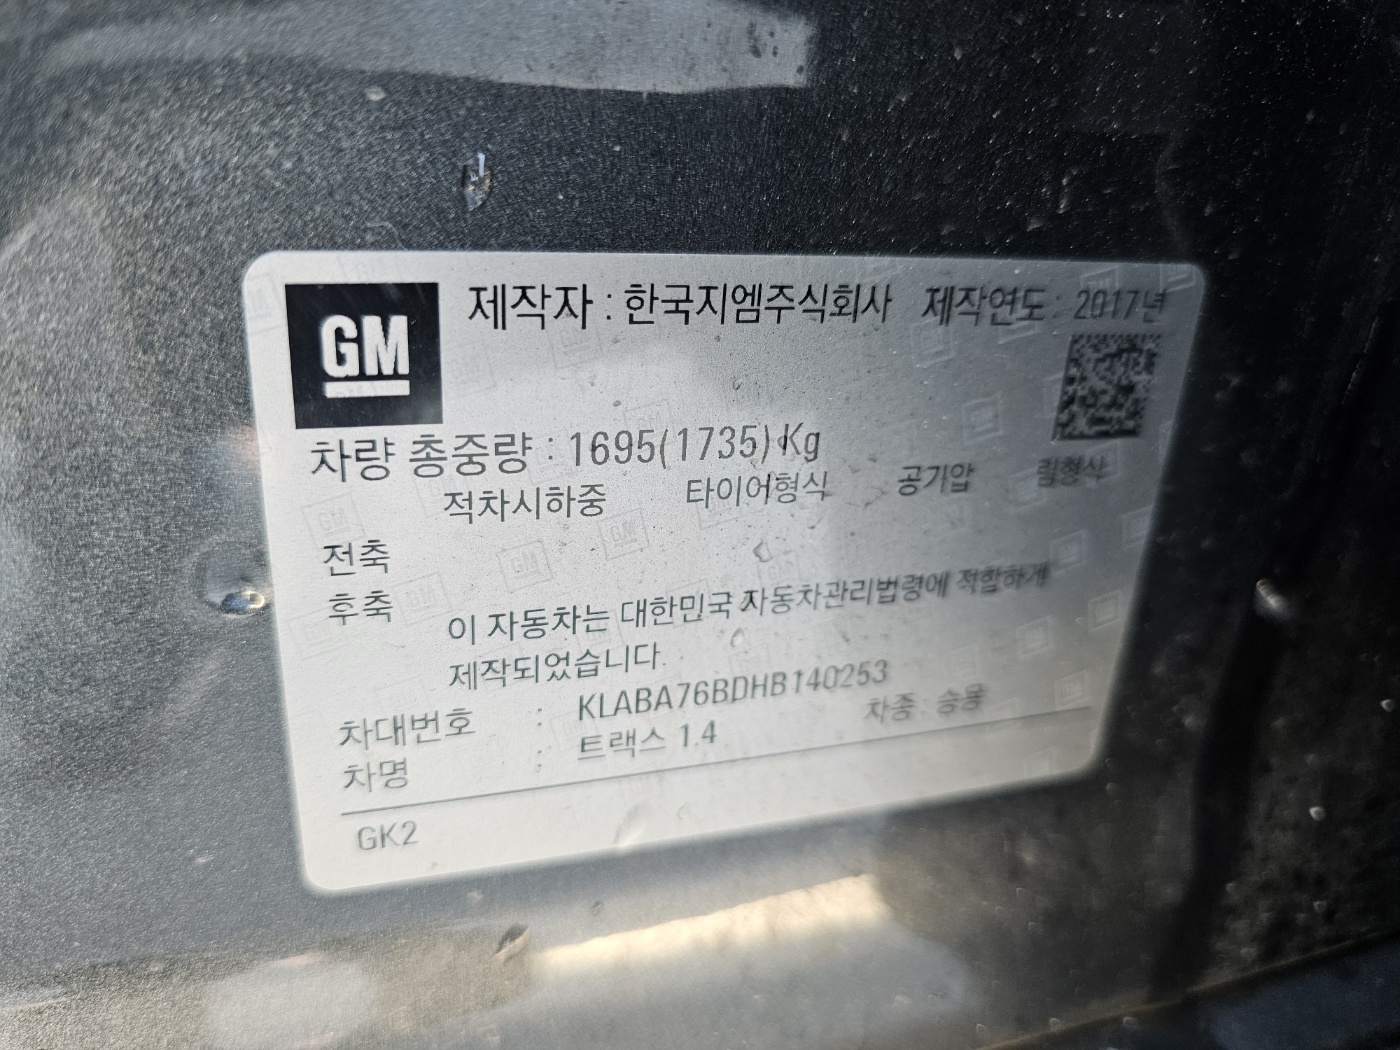 GM
제작자 : 한국지엠주식회사 제작연도 : 2017년
차량 총중량 : 1695(1735) Kg
적차시하중 타이어형식 공기압 림형식
전축
후축
이 자동차는 대한민국 자동차관리법령에 적합하게
제작되었습니다.
차대번호 : KLABA76BDHB140253
차명 : 트랙스 1.4 차종 : 승용
GK2